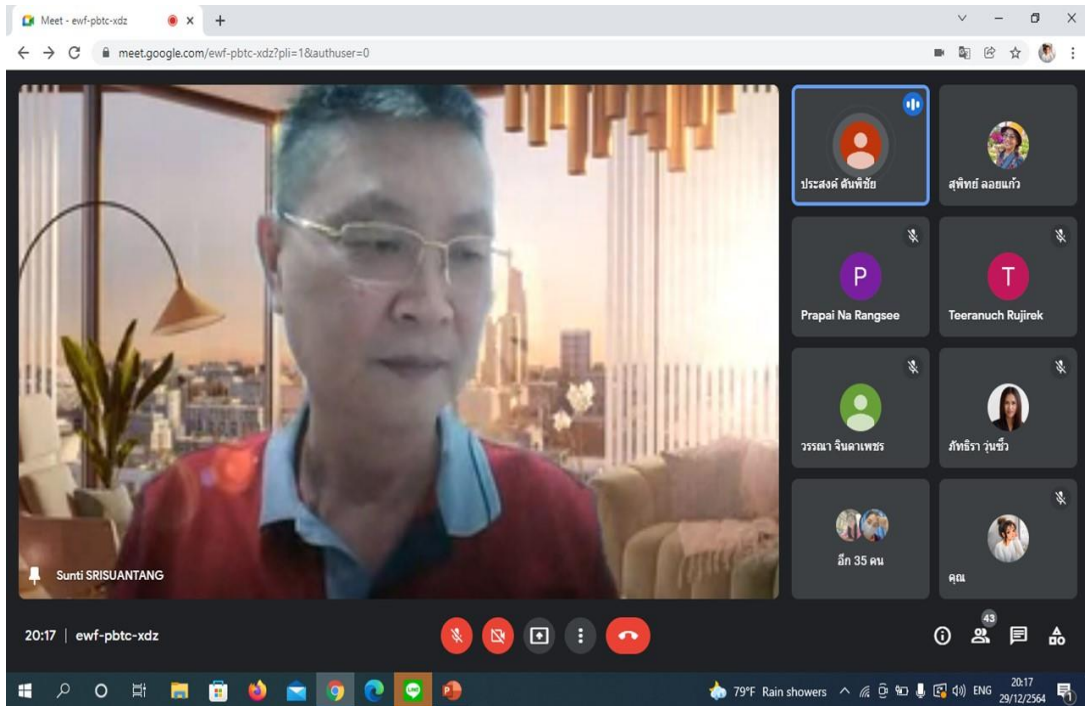 Meet - ewf-pbtc-xdz
meet.google.com/ewf-pbtc-xdz?pli=1&authuser=0
ประสงค์ ตันพิชัย
สุพิทย์ ลอยแก้ว
Prapai Na Rangsee
Teeranuch Rujirek
P
T
วรรณา จินดาเพชร
ภัทธิรา วุ่นซิ้ว
อีก 35 คน
คุณ
Sunti SRISUANTANG
20:17 | ewf-pbtc-xdz
43
79°F Rain showers
ENG
20:17
29/12/2564
1